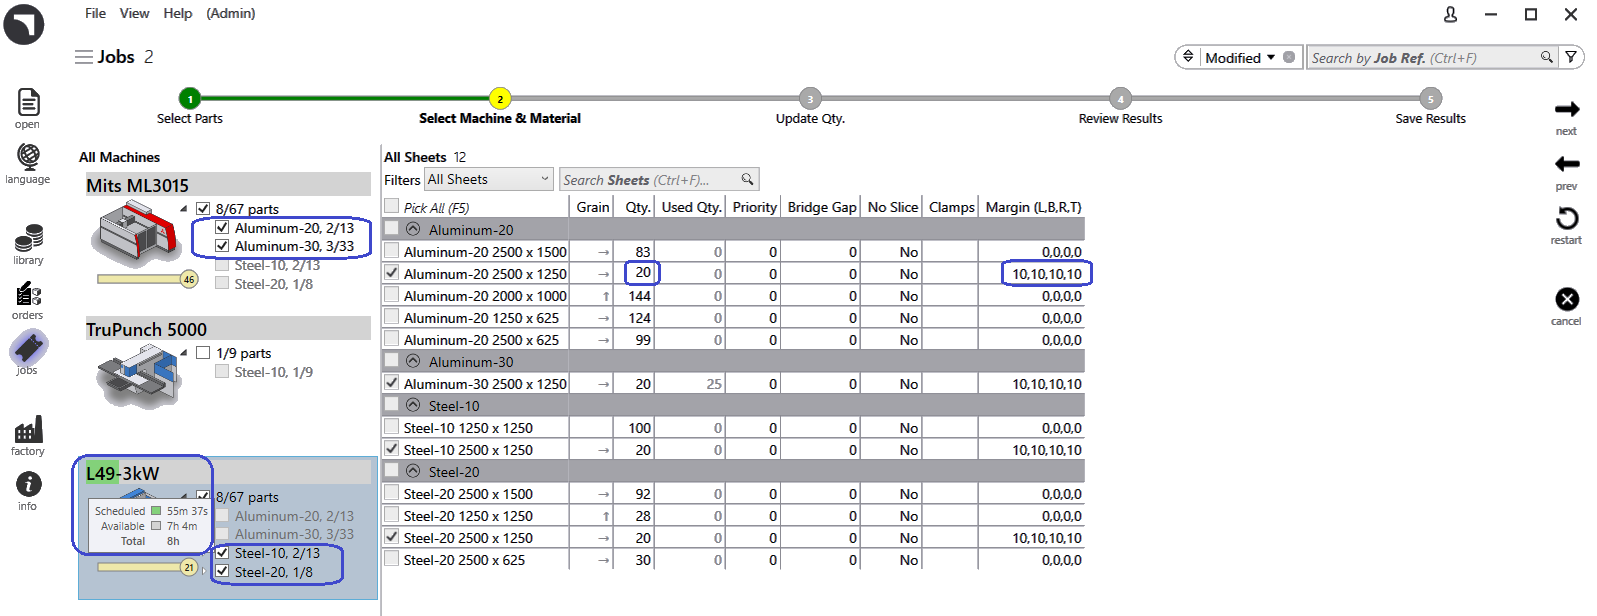 File View Help (Admin)
Jobs 2
Modified Search by Job Ref. (Ctrl+F)
1 2 3 4 5
Select Parts Select Machine & Material Update Qty. Review Results Save Results
open
language
library
orders
jobs
factory
info
next
prev
restart
cancel
All Machines
Mits ML3015
8/67 parts
Aluminum-20, 2/13
Aluminum-30, 3/33
Steel-10, 2/13
Steel-20, 1/8
46
TruPunch 5000
1/9 parts
Steel-10, 1/9
L49-3kW
8/67 parts
Aluminum-20, 2/13
Aluminum-30, 3/33
Steel-10, 2/13
Steel-20, 1/8
Scheduled 55m 37s
Available 7h 4m
Total 8h
21
All Sheets 12
Filters All Sheets Search Sheets (Ctrl+F)...
Pick All (F5) Grain Qty. Used Qty. Priority Bridge Gap No Slice Clamps Margin (L,B,R,T)
Aluminum-20
Aluminum-20 2500 x 1500 → 83 0 0 0 No 0,0,0,0
Aluminum-20 2500 x 1250 → 20 0 0 0 No 10,10,10,10
Aluminum-20 2000 x 1000 ↑ 144 0 0 0 No 0,0,0,0
Aluminum-20 1250 x 625 → 124 0 0 0 No 0,0,0,0
Aluminum-20 2500 x 625 → 99 0 0 0 No 0,0,0,0
Aluminum-30
Aluminum-30 2500 x 1250 → 20 25 0 0 No 10,10,10,10
Steel-10
Steel-10 1250 x 1250 100 0 0 0 No 0,0,0,0
Steel-10 2500 x 1250 → 20 0 0 0 No 10,10,10,10
Steel-20
Steel-20 2500 x 1500 → 92 0 0 0 No 0,0,0,0
Steel-20 1250 x 1250 ↑ 28 0 0 0 No 0,0,0,0
Steel-20 2500 x 1250 → 20 0 0 0 No 10,10,10,10
Steel-20 2500 x 625 → 30 0 0 0 No 0,0,0,0